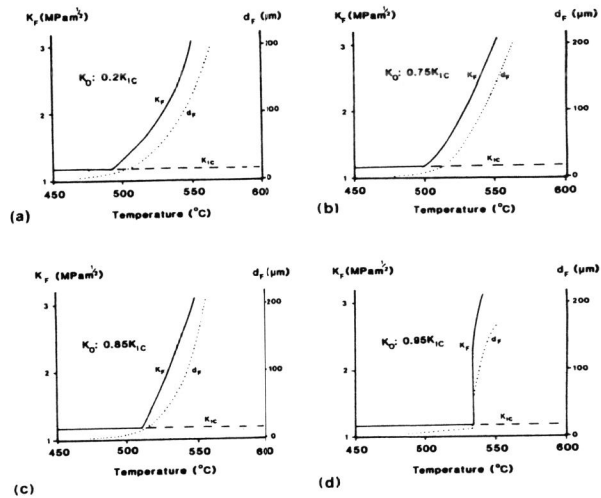 K_F (MPam^½) d_F (μm)
3 200
K_O: 0.2K_IC
K_F
d_F
100
2
K_IC
1 0
450 500 550 600
(a) Temperature (°C)
K_F (MPam^½) d_F (μm)
3 200
K_O: 0.75K_IC
K_F
d_F
100
2
K_IC
1 0
450 500 550 600
(b) Temperature (°C)
K_F (MPam^½) d_F (μm)
3 200
K_O: 0.85K_IC
K_F
d_F
100
2
K_IC
1 0
450 500 550 600
(c) Temperature (°C)
K_F (MPam^½) d_F (μm)
3 200
K_O: 0.95K_IC
K_F
d_F
100
2
K_IC
1 0
450 500 550 600
(d) Temperature (°C)